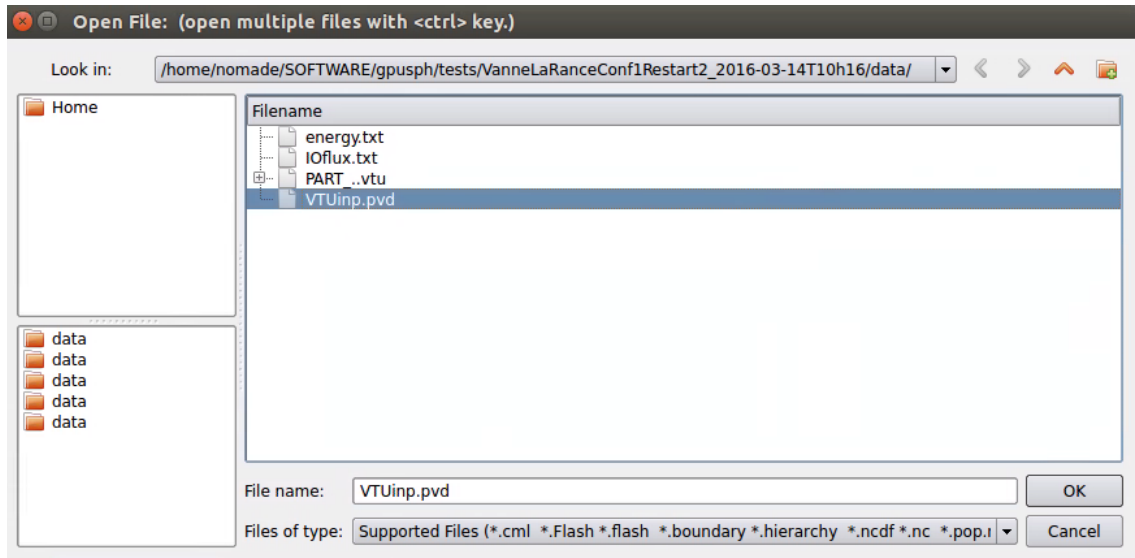 Open File: (open multiple files with <ctrl> key.)
Look in: /home/nomade/SOFTWARE/gpusph/tests/VanneLaRanceConf1Restart2_2016-03-14T10h16/data/
Home
Filename
energy.txt
IOflux.txt
PART_..vtu
VTUinp.pvd
data
data
data
data
data
File name: VTUinp.pvd OK
Files of type: Supported Files (*.cml *.Flash *.flash *.boundary *.hierarchy *.ncdf *.nc *.pop. Cancel